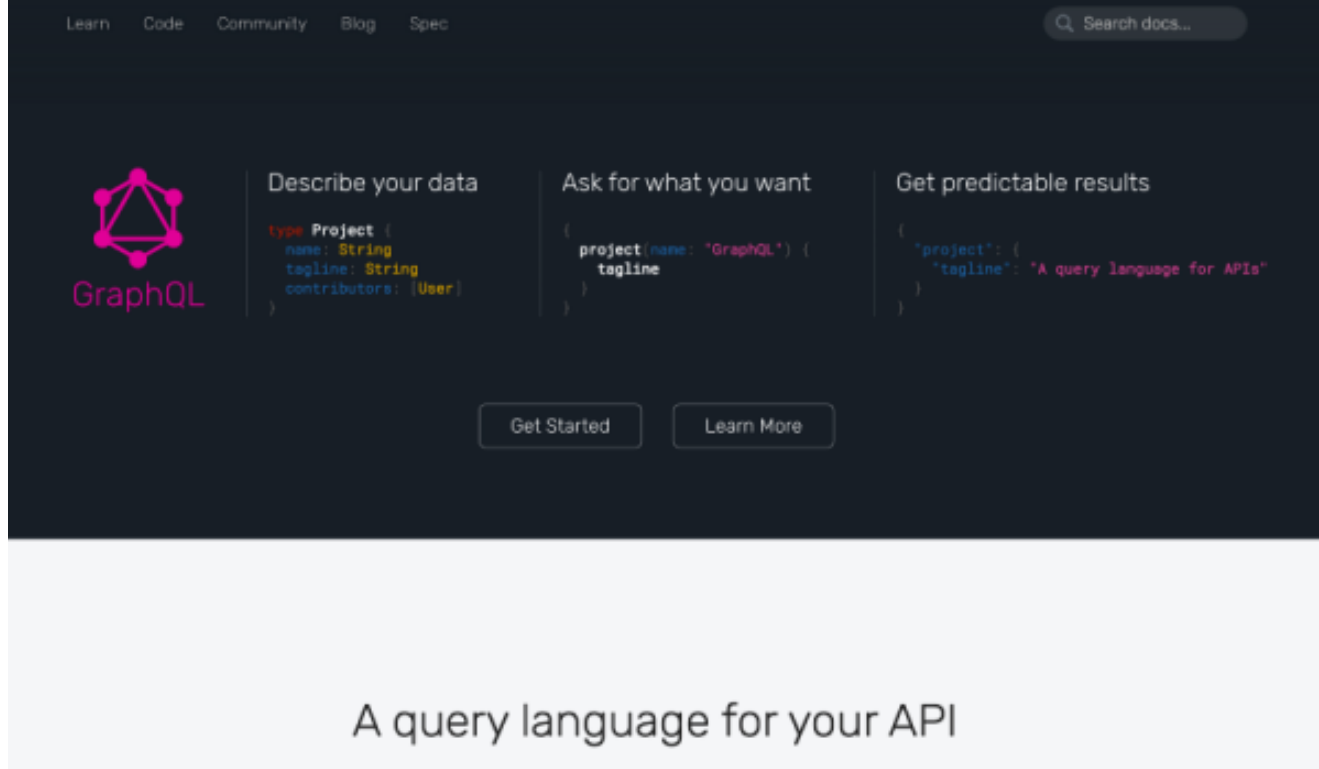 Learn Code Community Blog Spec
Search docs...
GraphQL
Describe your data
type Project {
name: String
tagline: String
contributors: [User]
}
Ask for what you want
{
project(name: "GraphQL") {
tagline
}
}
Get predictable results
{
"project": {
"tagline": "A query language for APIs"
}
}
Get Started
Learn More
A query language for your API